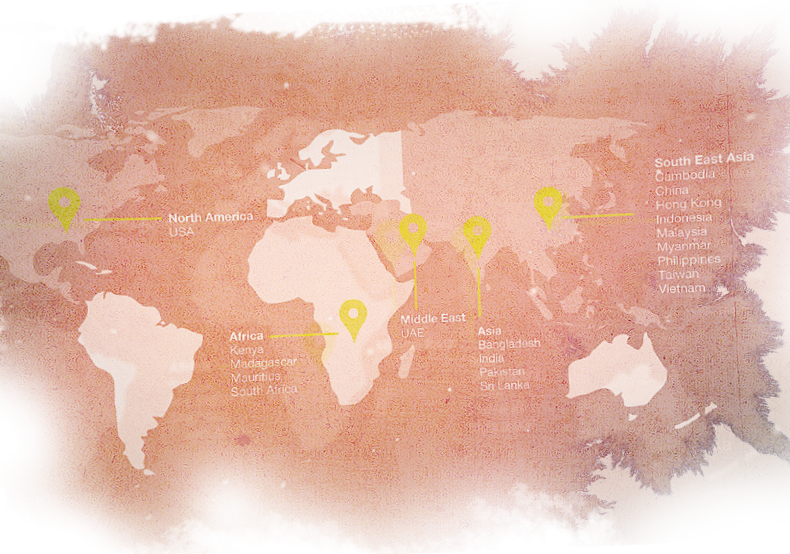 North America
USA
Africa
Kenya
Madagascar
Mauritius
South Africa
Middle East
UAE
Asia
Bangladesh
India
Pakistan
Sri Lanka
South East Asia
Cambodia
China
Hong Kong
Indonesia
Malaysia
Myanmar
Philippines
Taiwan
Vietnam